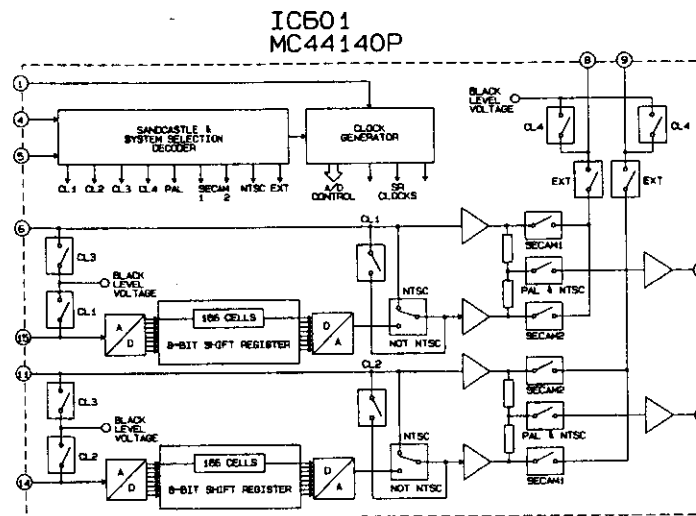 IC601
MC44140P
8
9
1
BLACK
LEVEL
VOLTAGE
4
SANDCASTLE &
SYSTEM SELECTION
DECODER
CLOCK
GENERATOR
CL4
CL4
5
CL1 CL2 CL3 CL4 PAL SECAM 1 SECAM 2 NTSC EXT
A/D
CONTROL
SR
CLOCKS
EXT
EXT
6
CL1
CL3
SECAM1
BLACK
LEVEL
VOLTAGE
NTSC
PAL & NTSC
CL1
166 CELLS
15
A
D
8-BIT SHIFT REGISTER
D
A
NOT NTSC
SECAM2
11
CL2
SECAM2
CL3
BLACK
LEVEL
VOLTAGE
NTSC
PAL & NTSC
CL2
166 CELLS
14
A
D
8-BIT SHIFT REGISTER
D
A
NOT NTSC
SECAM1